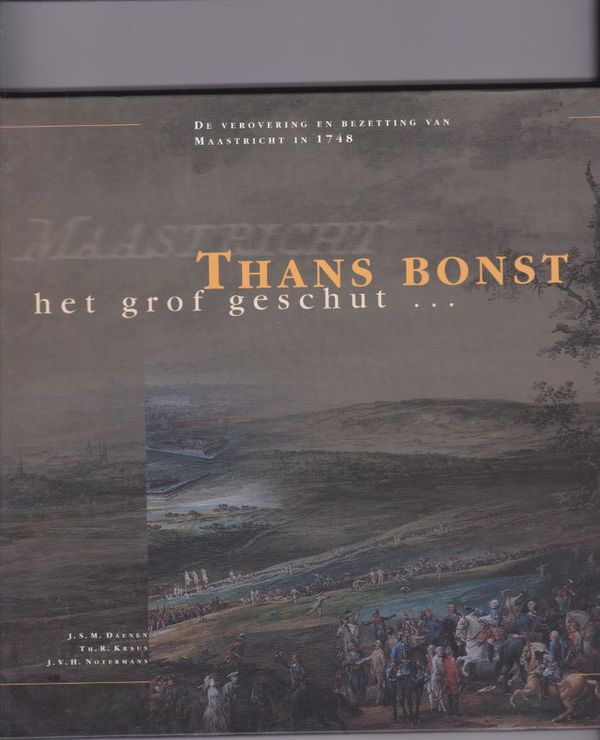 DE VEROVERING EN BEZETTING VAN
MAASTRICHT IN 1748
MAASTRICHT
THANS BONST
het grof geschut ...
J.S.M. DAENEN
TH.R. KRAUS
J.V.H. NOTERMANS